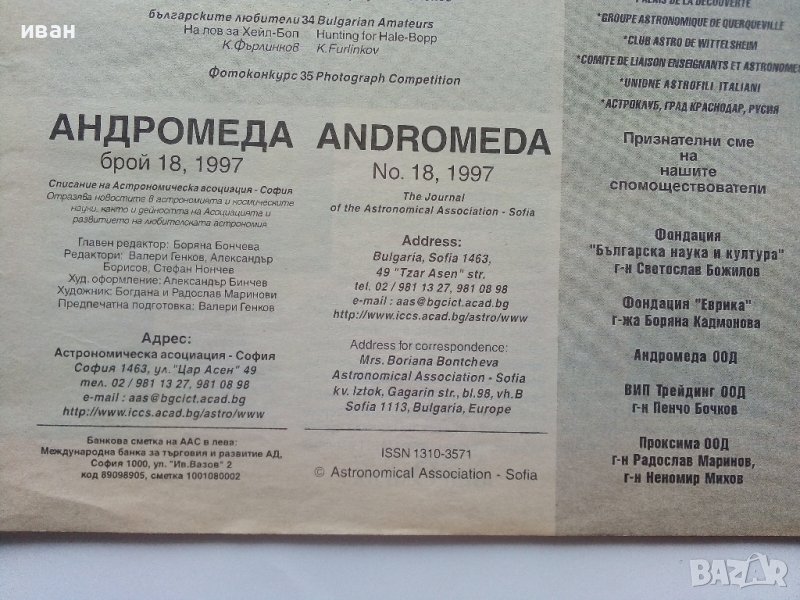 иван
българските любители 34 Bulgarian Amateurs
На лов за Хейл-Боп Hunting for Hale-Bopp
К.Фърлинков K.Furlinkov
Фотоконкурс 35 Photograph Competition
АНДРОМЕДА
брой 18, 1997
Списание на Астрономическа асоциация - София
Отразява новостите в астрономията и космическите
науки, както и дейността на Асоциацията и
развитието на любителската астрономия
Главен редактор: Боряна Бончева
Редактори: Валери Генков, Александър
Борисов, Стефан Нончев
Худ. оформление: Александър Бинчев
Художник: Богдана и Радослав Маринови
Предпечатна подготовка: Валери Генков
Адрес:
Астрономическа асоциация - София
София 1463, ул."Цар Асен" 49
тел. 02 / 981 13 27, 981 08 98
e-mail : aas@bgcict.acad.bg
http://www.iccs.acad.bg/astro/www
Банкова сметка на ААС в лева:
Международна банка за търговия и развитие АД,
София 1000, ул. "Ив.Вазов" 2
код 89098905, сметка 1001080002
ANDROMEDA
No. 18, 1997
The Journal
of the Astronomical Association - Sofia
Address:
Bulgaria, Sofia 1463,
49 "Tzar Asen" str.
tel. 02 / 981 13 27, 981 08 98
e-mail : aas@bgcict.acad.bg
http://www.iccs.acad.bg/astro/www
Address for correspondence:
Mrs. Boriana Bontcheva
Astronomical Association - Sofia
kv. Iztok, Gagarin str., bl.98, vh.B
Sofia 1113, Bulgaria, Europe
ISSN 1310-3571
© Astronomical Association - Sofia
*PALAIS DE LA DECOUVERTE
*GROUPE ASTRONOMIQUE DE QUERQUEVILLE
*CLUB ASTRO DE WITTELSHEIM
*COMITE DE LIAISON ENSEIGNANTS ET ASTRONOMES
*UNIONE ASTROFILI ITALIANI
*АСТРОКЛУБ, ГРАД КРАСНОДАР, РУСИЯ
Признателни сме
на
нашите
спомоществователи
Фондация
"Българска наука и култура"
г-н Светослав Божилов
Фондация "Еврика"
г-жа Боряна Кадмонова
Андромеда ООД
ВИП Трейдинг ООД
г-н Пенчо Бочков
Проксима ООД
г-н Радослав Маринов,
г-н Неномир Михов
BAZAR